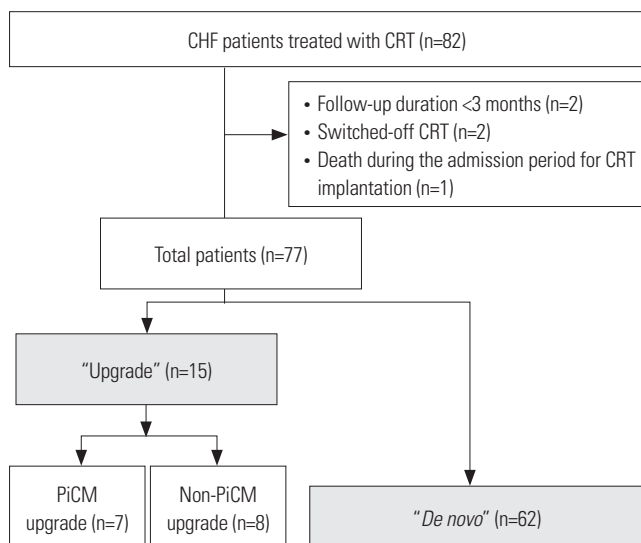 CHF patients treated with CRT (n=82)
• Follow-up duration <3 months (n=2)
• Switched-off CRT (n=2)
• Death during the admission period for CRT
implantation (n=1)
Total patients (n=77)
“Upgrade” (n=15)
PiCM
upgrade (n=7)
Non-PiCM
upgrade (n=8)
“De novo” (n=62)